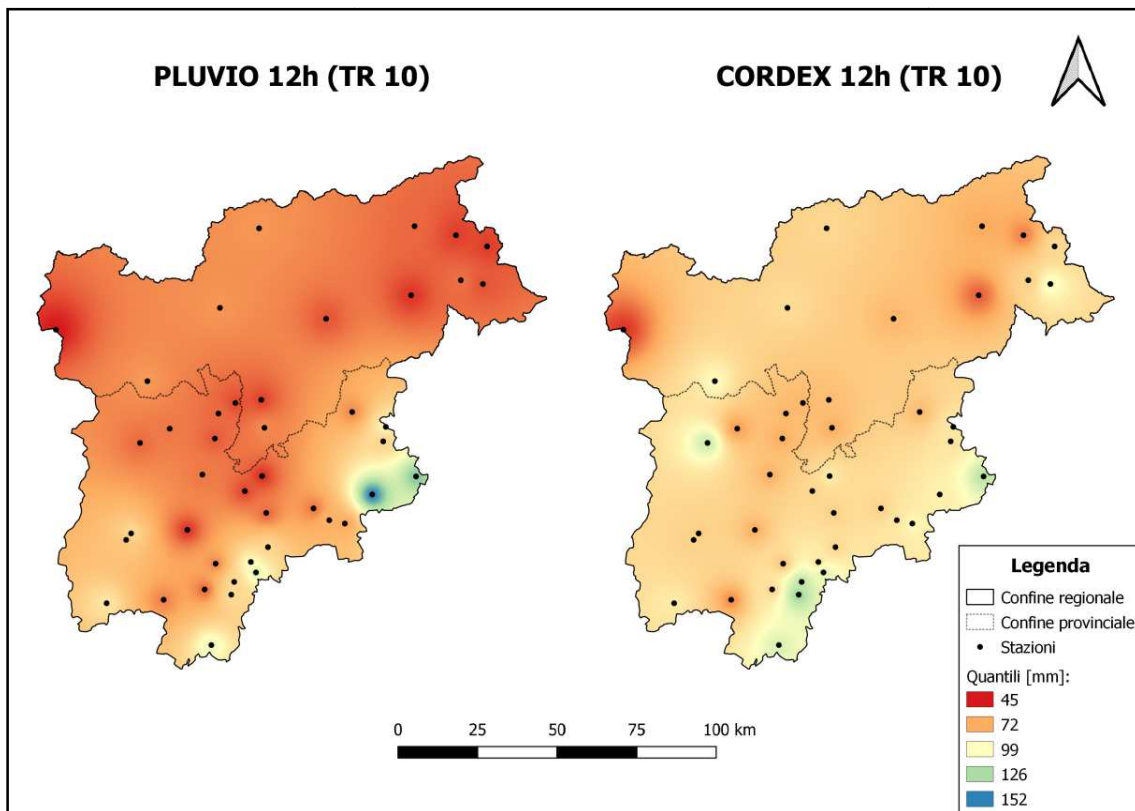 PLUVIO 12h (TR 10)
CORDEX 12h (TR 10)
Legenda
Confine regionale
Confine provinciale
Stazioni
Quantili [mm]:
45
72
99
126
152
0 25 50 75 100 km